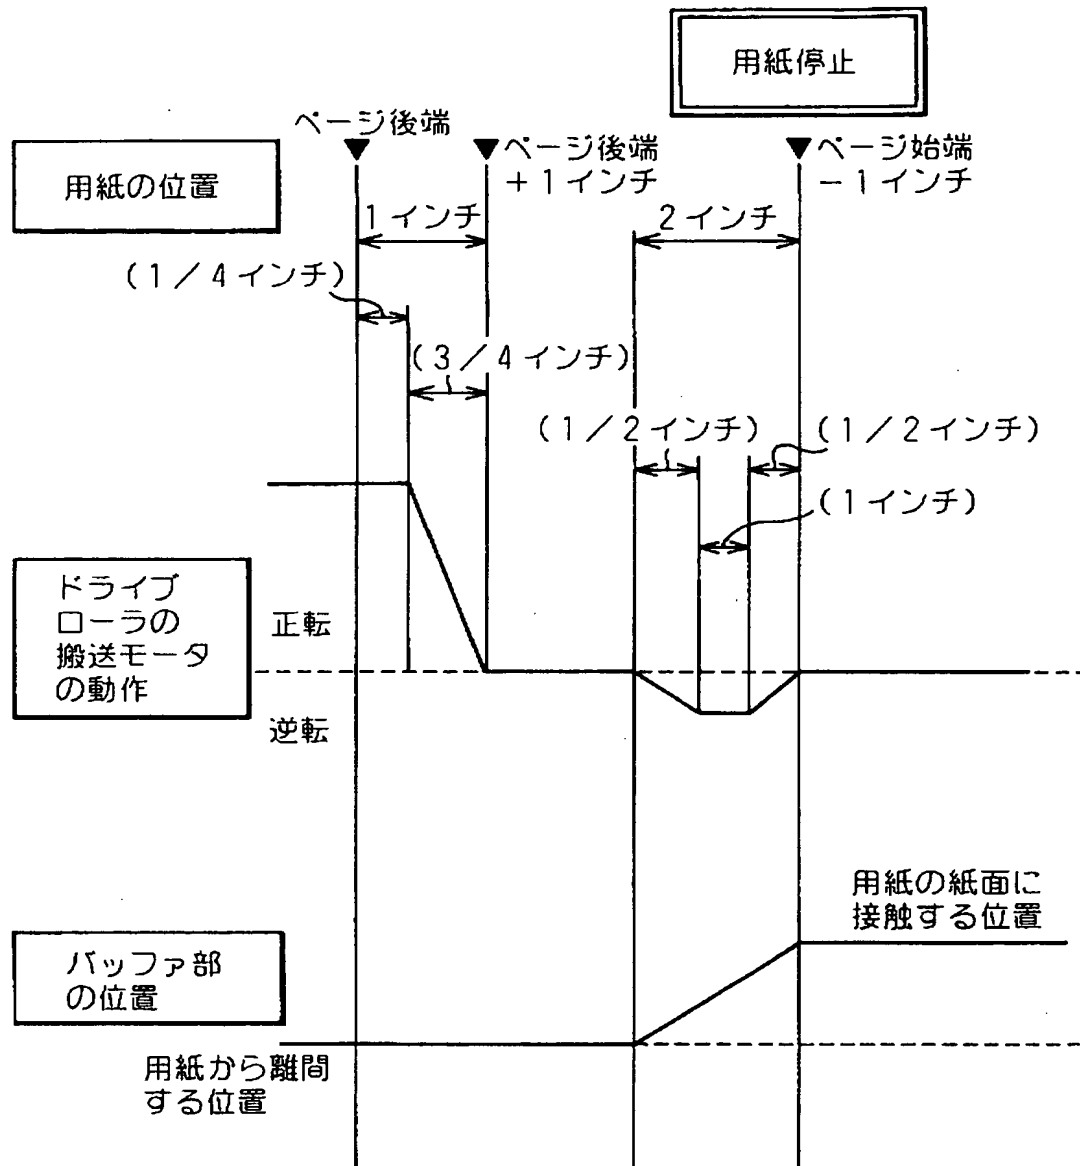 用紙停止
ページ後端
ページ後端
+1インチ
ページ始端
−1インチ
用紙の位置
1インチ
2インチ
(1/4インチ)
(3/4インチ)
(1/2インチ)
(1/2インチ)
(1インチ)
ドライブ
ローラの
搬送モータ
の動作
正転
逆転
用紙の紙面に
接触する位置
バッファ部
の位置
用紙から離間
する位置